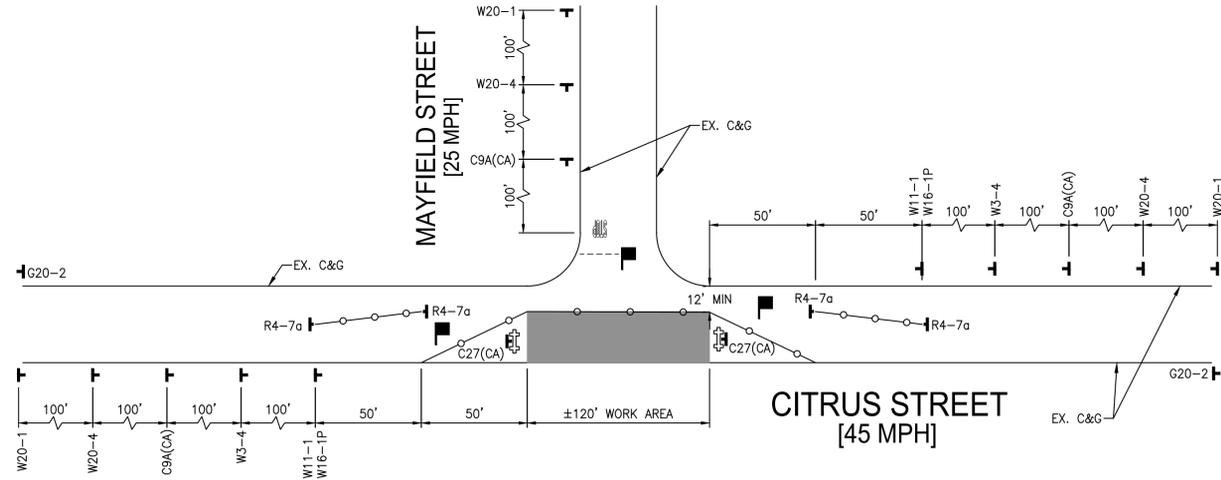 W20-1
100'
W20-4
100'
C9A(CA)
100'
MAYFIELD STREET
[25 MPH]
EX. C&G
STOP
W11-1
W16-1P
W3-4
C9A(CA)
W20-4
W20-1
50'
50'
100'
100'
100'
100'
G20-2
EX. C&G
12' MIN
R4-7a
R4-7a
R4-7a
R4-7a
C27(CA)
C27(CA)
G20-2
100'
100'
100'
100'
50'
50'
±120' WORK AREA
CITRUS STREET
[45 MPH]
EX. C&G
W20-1
W20-4
C9A(CA)
W3-4
W11-1
W16-1P